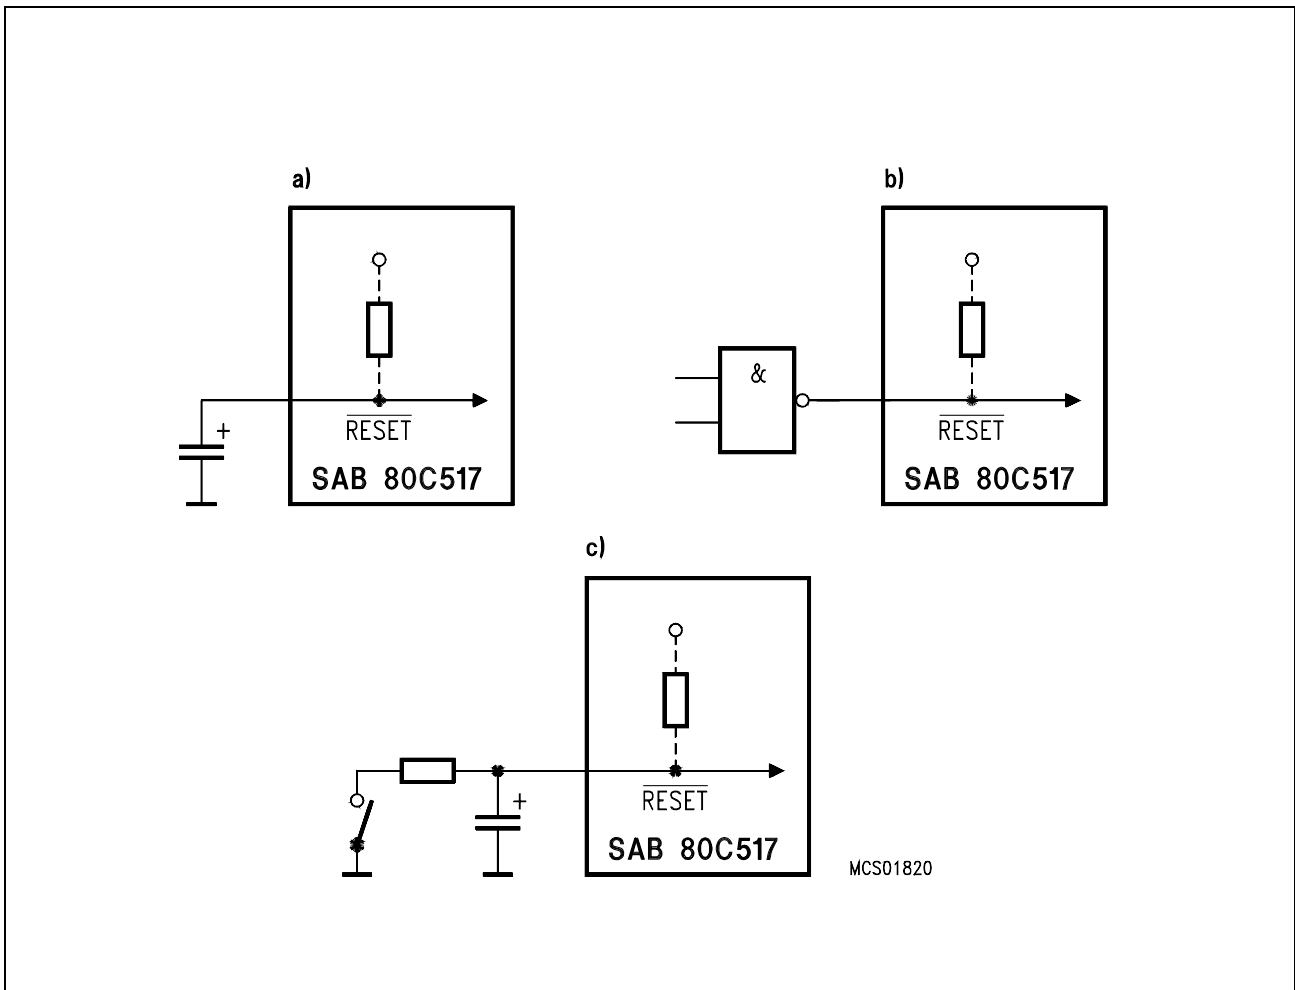 a)
+
RESET
SAB 80C517
b)
&
RESET
SAB 80C517
c)
+
RESET
SAB 80C517
MCS01820